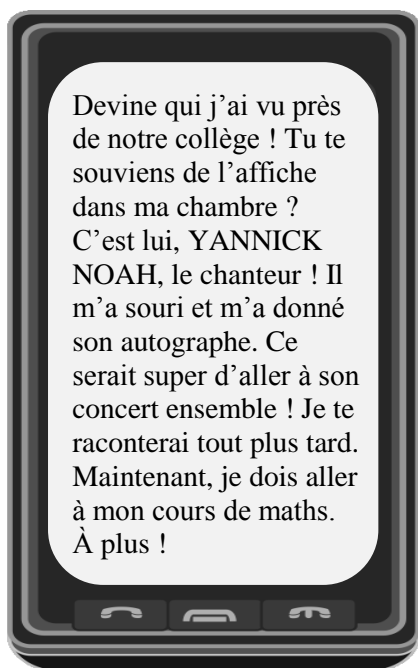 Devine qui j’ai vu près
de notre collège ! Tu te
souviens de l’affiche
dans ma chambre ?
C’est lui, YANNICK
NOAH, le chanteur ! Il
m’a souri et m’a donné
son autographe. Ce
serait super d’aller à son
concert ensemble ! Je te
raconterai tout plus tard.
Maintenant, je dois aller
à mon cours de maths.
À plus !